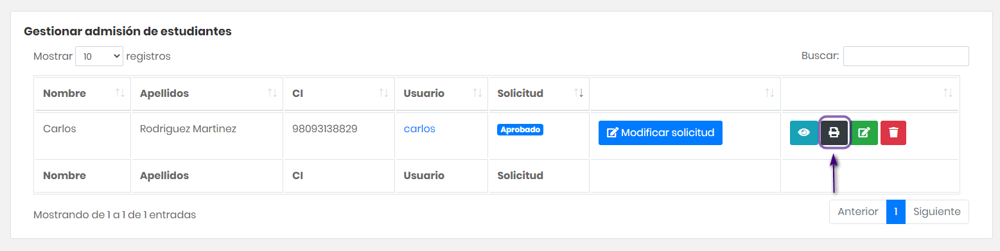 Gestionar admisión de estudiantes
Mostrar 10 registros
Buscar:
Nombre Apellidos CI Usuario Solicitud
Carlos Rodriguez Martinez 98093138829 carlos Aprobado Modificar solicitud
Nombre Apellidos CI Usuario Solicitud
Mostrando de 1 a 1 de 1 entradas
Anterior 1 Siguiente